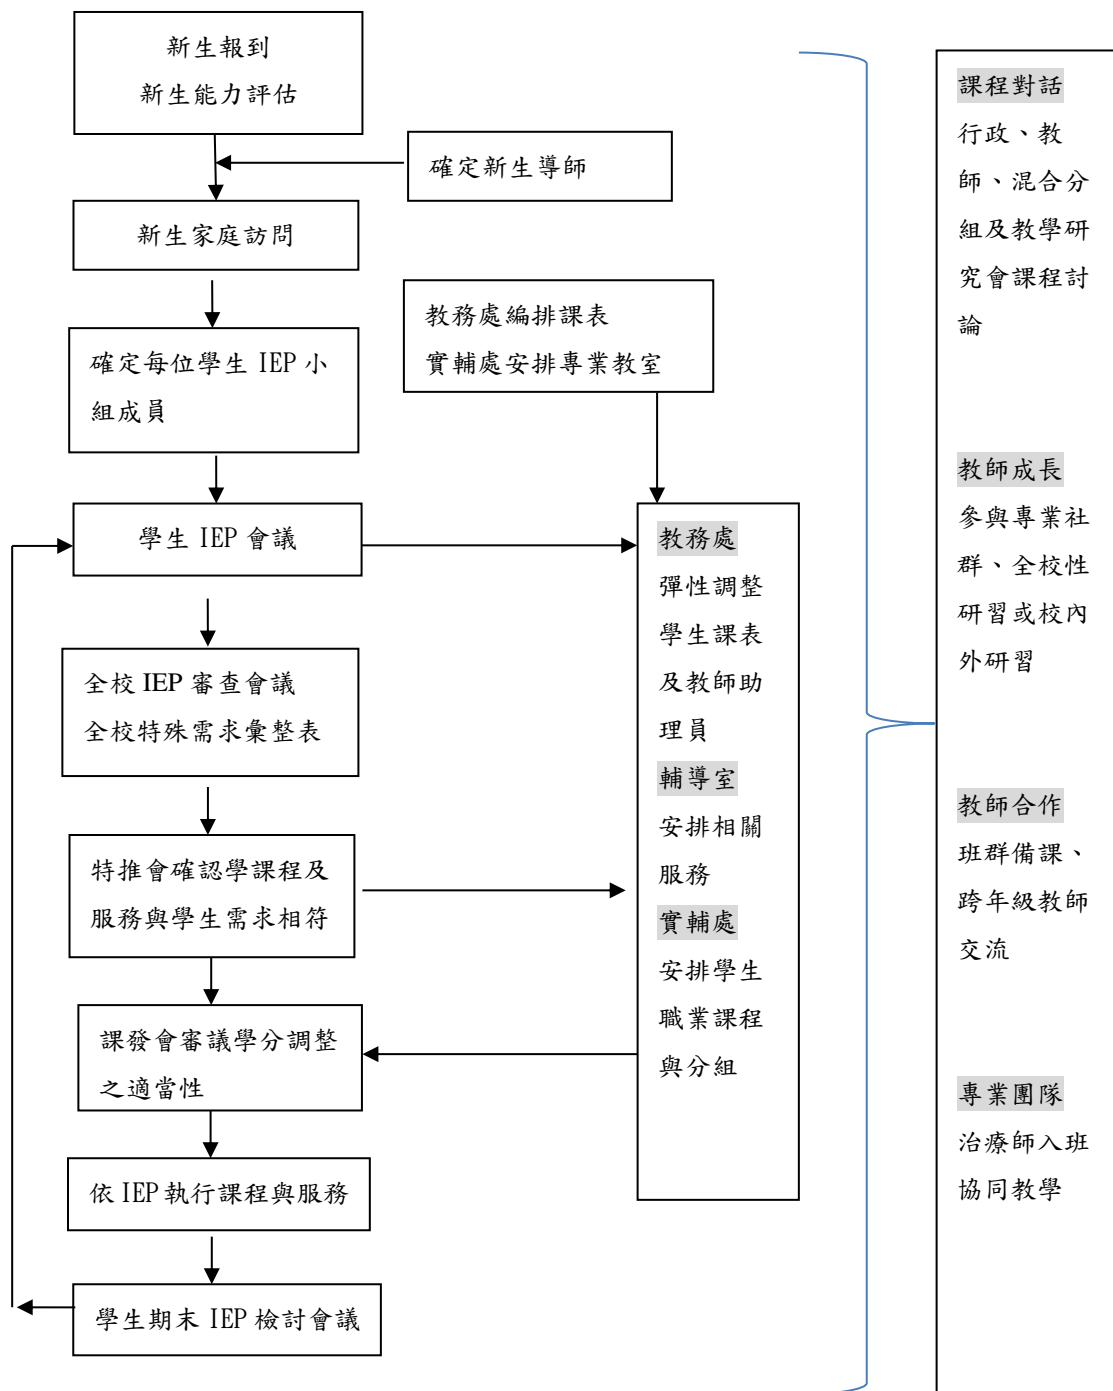 新生報到
新生能力評估
確定新生導師
新生家庭訪問
教務處編排課表
實輔處安排專業教室
確定每位學生 IEP 小
組成員
學生 IEP 會議
全校 IEP 審查會議
全校特殊需求彙整表
特推會確認學課程及
服務與學生需求相符
課發會審議學分調整
之適當性
依 IEP 執行課程與服務
學生期末 IEP 檢討會議
教務處
彈性調整
學生課表
及教師助
理員
輔導室
安排相關
服務
實輔處
安排學生
職業課程
與分組
課程對話
行政、教
師、混合分
組及教學研
究會課程討
論
教師成長
參與專業社
群、全校性
研習或校內
外研習
教師合作
班群備課、
跨年級教師
交流
專業團隊
治療師入班
協同教學